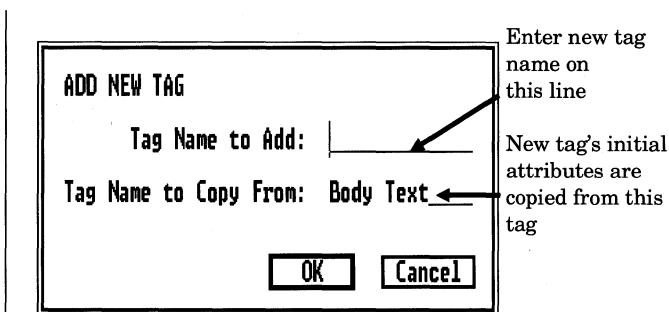 ADD NEW TAG
Tag Name to Add:
Tag Name to Copy From: Body Text
OK Cancel
Enter new tag
name on
this line
New tag's initial
attributes are
copied from this
tag